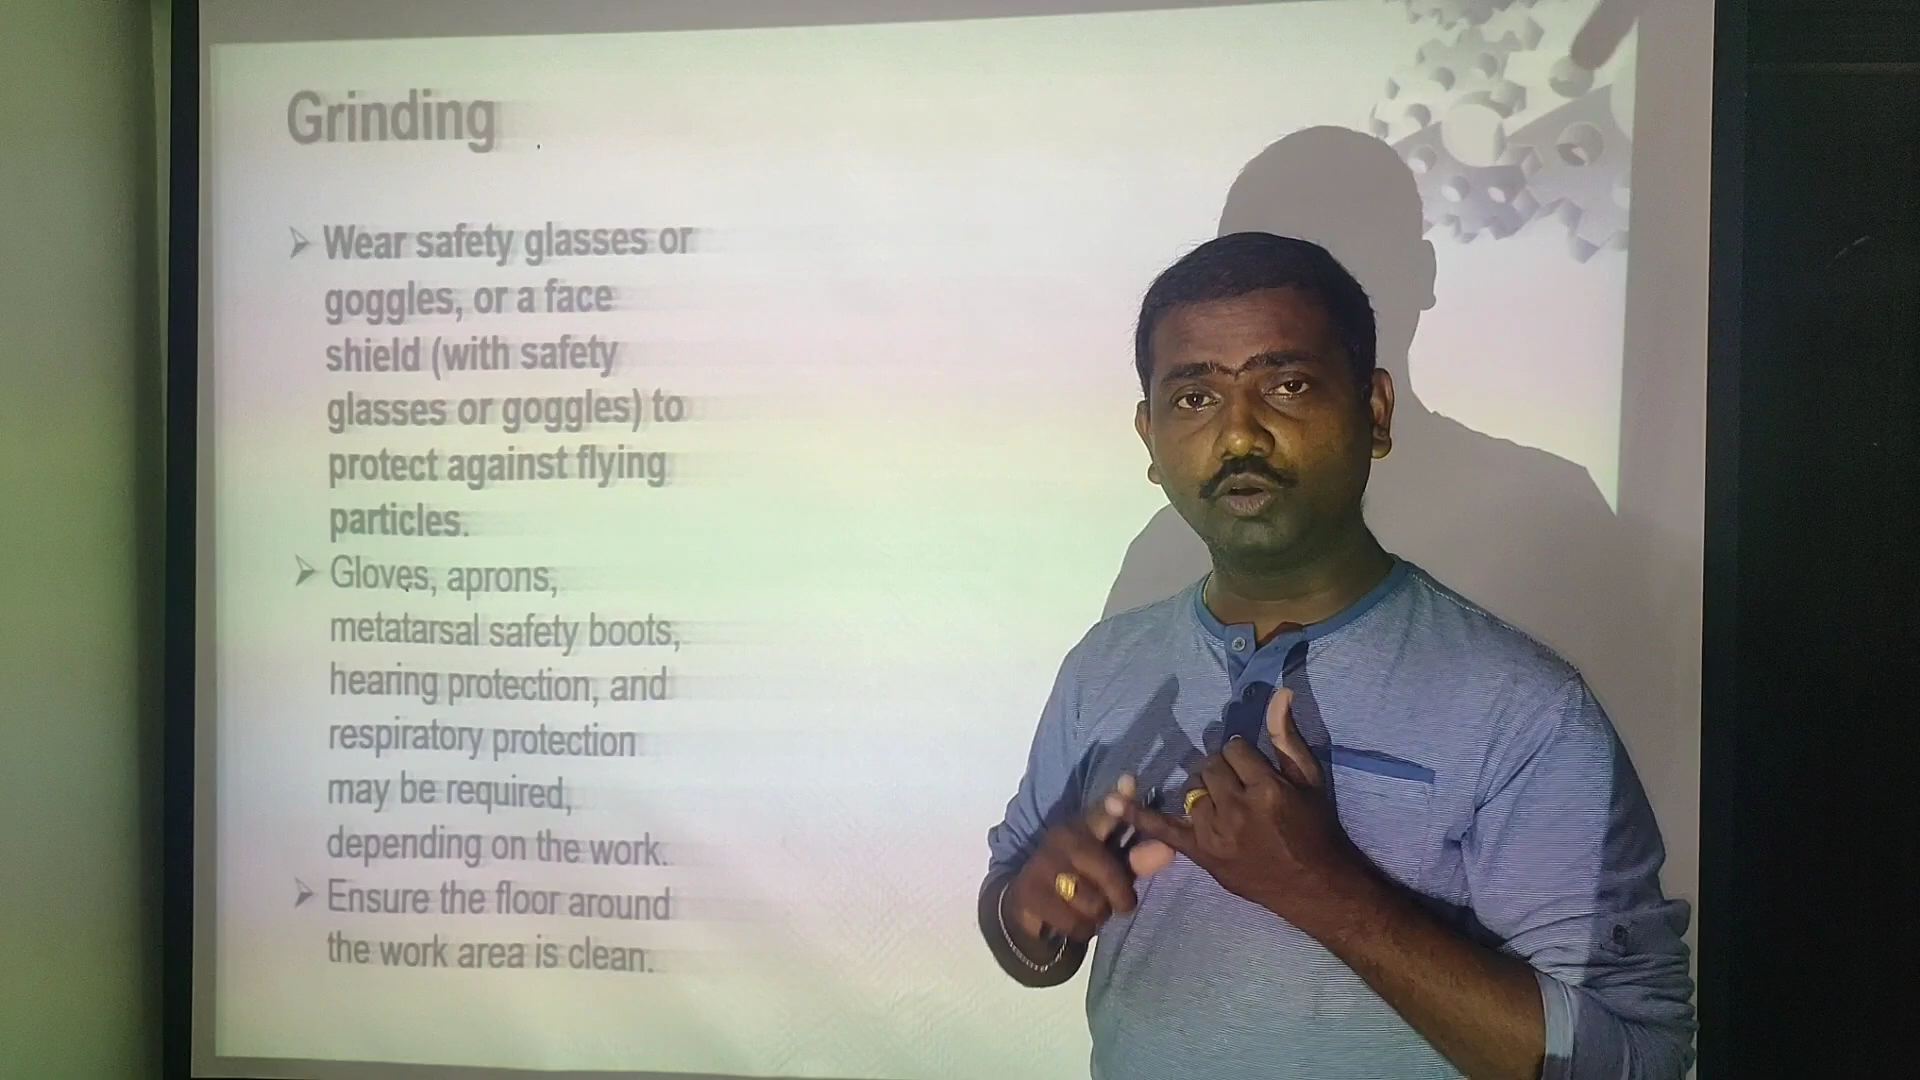 Grinding
Wear safety glasses or
goggles, or a face
shield (with safety
glasses or goggles) to
protect against flying
particles.
Gloves, aprons,
metatarsal safety boots,
hearing protection, and
respiratory protection
may be required,
depending on the work.
Ensure the floor around
the work area is clean.